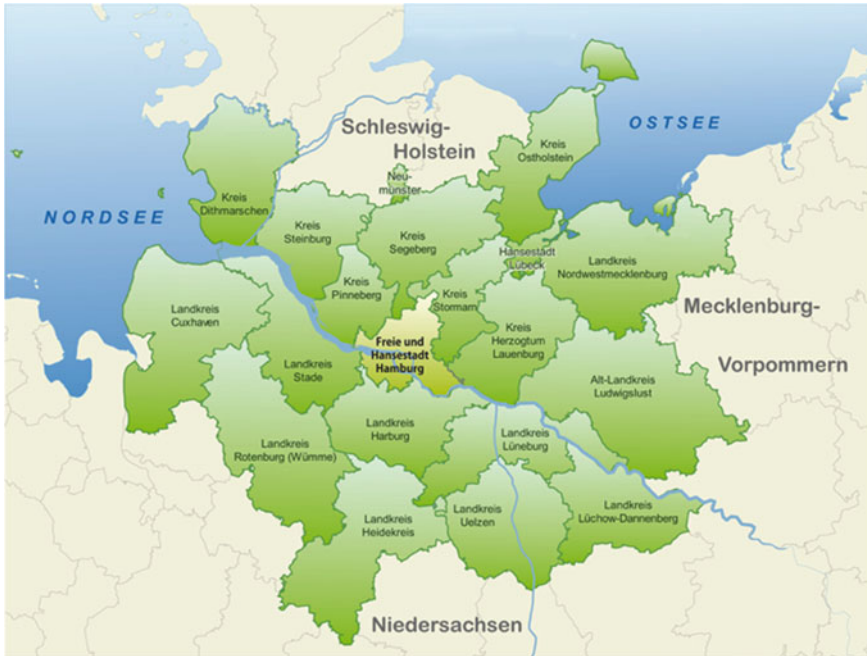 Schleswig-
Holstein
OSTSEE
NORDSEE
Kreis
Ostholstein
Neu-
münster
Kreis
Dithmarschen
Kreis
Steinburg
Kreis
Segeberg
Hansestadt
Lübeck
Landkreis
Nordwestmecklenburg
Kreis
Pinneberg
Kreis
Stormarn
Mecklenburg-
Vorpommern
Landkreis
Cuxhaven
Kreis
Herzogtum
Lauenburg
Freie und
Hansestadt
Hamburg
Landkreis
Stade
Alt-Landkreis
Ludwigslust
Landkreis
Harburg
Landkreis
Lüneburg
Landkreis
Rotenburg (Wümme)
Landkreis
Heidekreis
Landkreis
Uelzen
Landkreis
Lüchow-Dannenberg
Niedersachsen